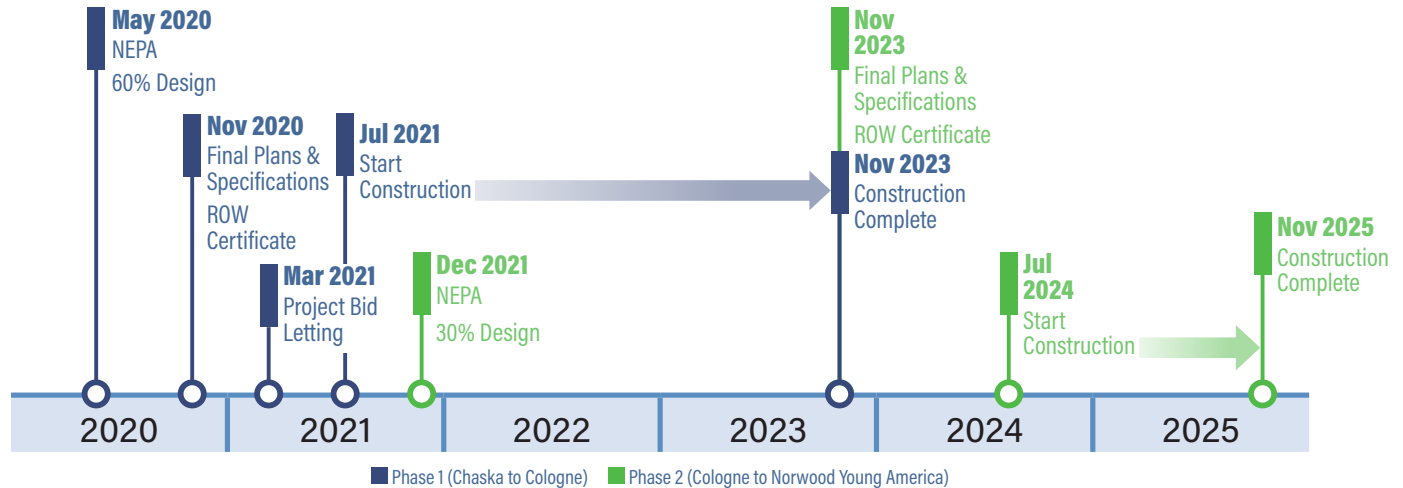 May 2020
NEPA
60% Design
Nov 2020
Final Plans &
Specifications
ROW
Certificate
Mar 2021
Project Bid
Letting
Jul 2021
Start
Construction
Dec 2021
NEPA
30% Design
Nov
2023
Final Plans &
Specifications
ROW Certificate
Nov 2023
Construction
Complete
Jul
2024
Start
Construction
Nov 2025
Construction
Complete
2020
2021
2022
2023
2024
2025
Phase 1 (Chaska to Cologne)
Phase 2 (Cologne to Norwood Young America)